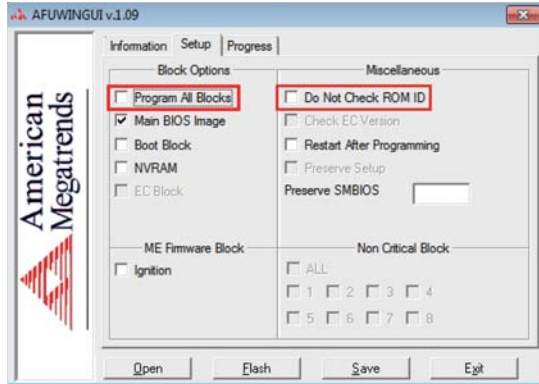 AFUWINGUI v.1.09
Information Setup Progress
Block Options
Program All Blocks
Main BIOS Image
Boot Block
NVRAM
EC Block
ME Firmware Block
Ignition
Miscellaneous
Do Not Check ROM ID
Check EC Version
Restart After Programming
Preserve Setup
Preserve SMBIOS
Non Critical Block
ALL
1 2 3 4
5 6 7 8
American
Megatrends
Open Flash Save Exit